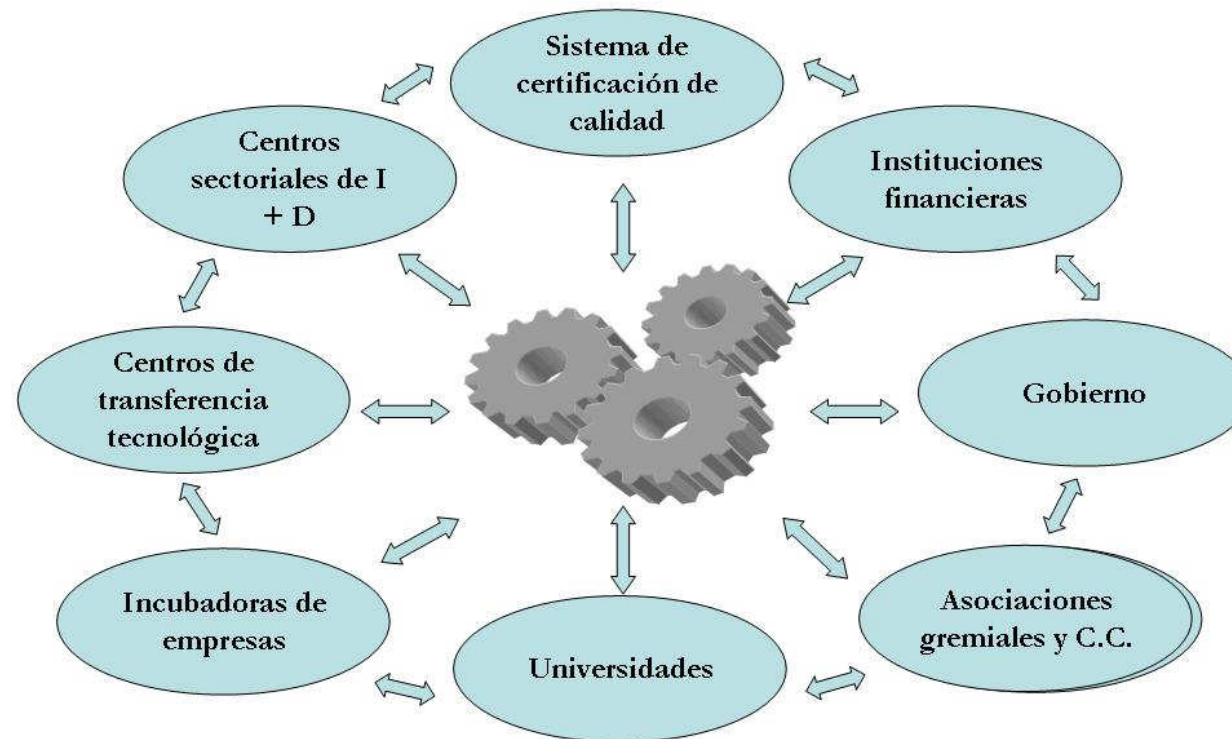 Sistema de
certificación de
calidad
Centros
sectoriales de I
+ D
Instituciones
financieras
Centros de
transferencia
tecnológica
Gobierno
Incubadoras de
empresas
Universidades
Asociaciones
gremiales y C.C.